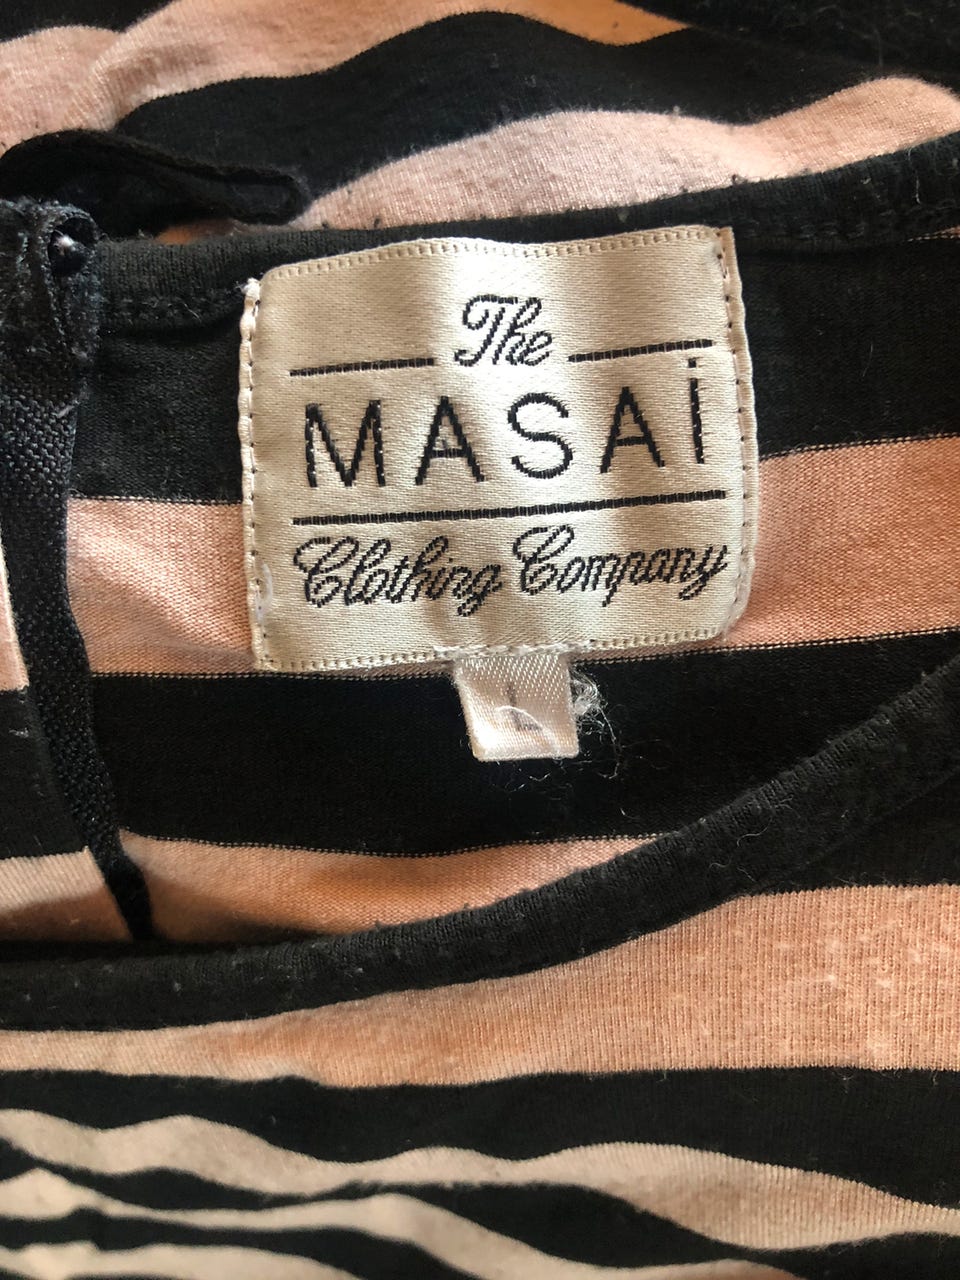 The
MASAI
Clothing Company
L